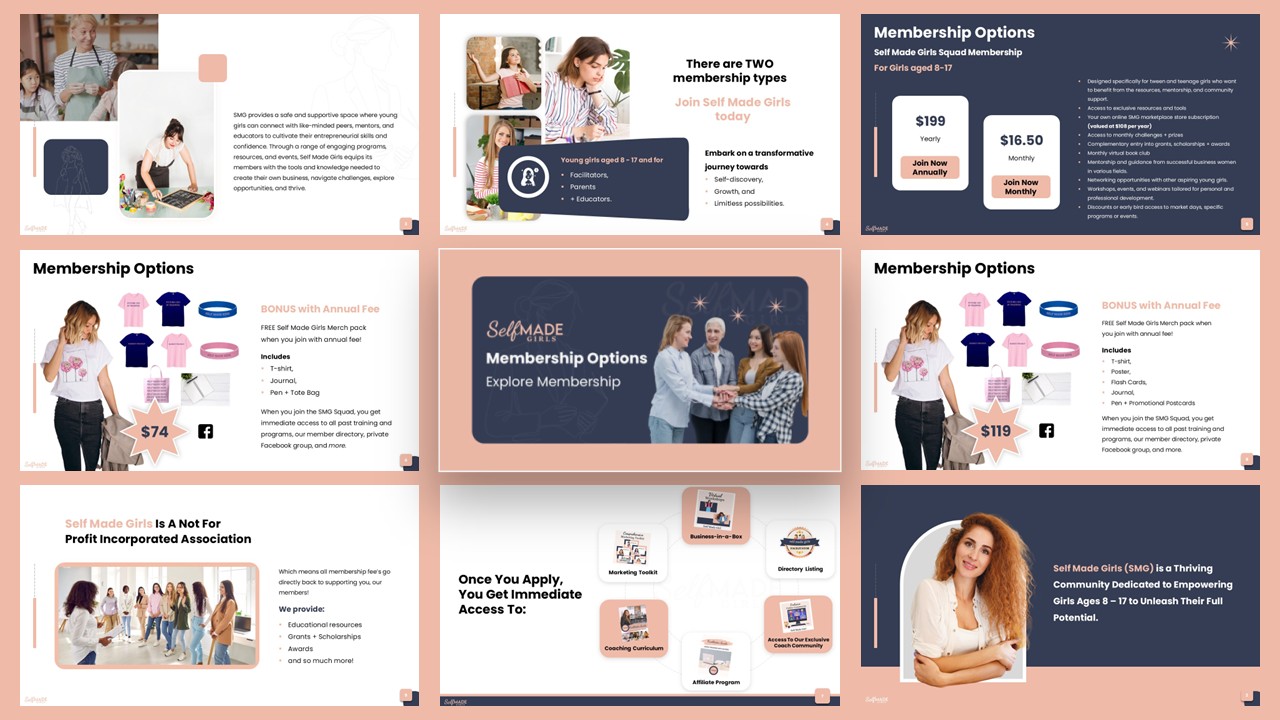 SMG provides a safe and supportive space where young
girls can connect with like-minded peers, mentors, and
educators to cultivate their entrepreneurial skills and
confidence. Through a range of engaging programs,
resources, and events, Self Made Girls equips its
members with the tools and knowledge needed to
create their own business, navigate challenges, explore
opportunities, and thrive.
SelfMADE
There are TWO
membership types
Join Self Made Girls
today
Young girls aged 8 - 17 and for
• Facilitators,
• Parents
• + Educators.
Embark on a transformative
journey towards
• Self-discovery,
• Growth, and
• Limitless possibilities.
SelfMADE
Membership Options
Self Made Girls Squad Membership
For Girls aged 8-17
$199
Yearly
Join Now
Annually
$16.50
Monthly
Join Now
Monthly
• Designed specifically for tween and teenage girls who want
to benefit from the resources, mentorship, and community
support.
• Access to exclusive resources and tools
• Your own online SMG marketplace store subscription
(valued at $108 per year)
• Access to monthly challenges + prizes
• Complementary entry into grants, scholarships + awards
• Monthly virtual book club
• Mentorship and guidance from successful business women
in various fields.
• Networking opportunities with other aspiring young girls.
• Workshops, events, and webinars tailored for personal and
professional development.
• Discounts or early bird access to market days, specific
programs or events.
SelfMADE
Membership Options
BONUS with Annual Fee
FREE Self Made Girls Merch pack
when you join with annual fee!
Includes
• T-shirt,
• Journal,
• Pen + Tote Bag
When you join the SMG Squad, you get
immediate access to all past training and
programs, our member directory, private
Facebook group, and more.
$74
SelfMADE
SelfMADE
GIRLS
Membership Options
Explore Membership
Membership Options
BONUS with Annual Fee
FREE Self Made Girls Merch pack when
you join with annual fee!
Includes
• T-shirt,
• Poster,
• Flash Cards,
• Journal,
• Pen + Promotional Postcards
When you join the SMG Squad, you get
immediate access to all past training and
programs, our member directory, private
Facebook group, and more.
$119
SelfMADE
Self Made Girls Is A Not For
Profit Incorporated Association
Which means all membership fee's go
directly back to supporting you, our
members!
We provide:
• Educational resources
• Grants + Scholarships
• Awards
• and so much more!
SelfMADE
Once You Apply,
You Get Immediate
Access To:
Business-in-a-Box
Marketing Toolkit
Directory Listing
Coaching Curriculum
Access To Our Exclusive
Coach Community
Affiliate Program
SelfMADE
Self Made Girls (SMG) is a Thriving
Community Dedicated to Empowering
Girls Ages 8 – 17 to Unleash Their Full
Potential.
SelfMADE